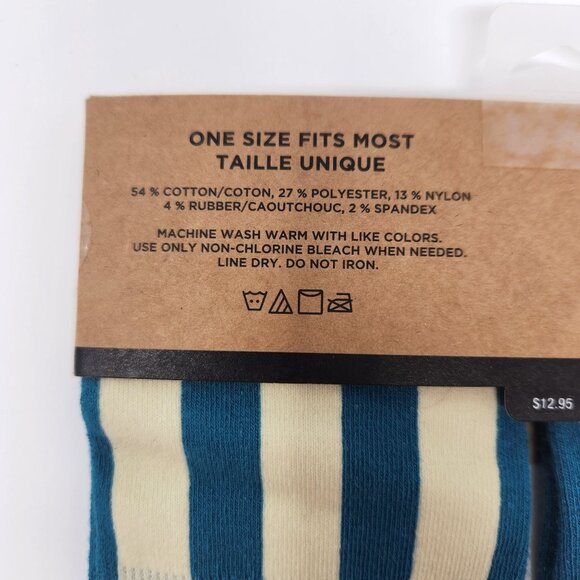 ONE SIZE FITS MOST
TAILLE UNIQUE
54 % COTTON/COTON, 27 % POLYESTER, 13 % NYLON
4 % RUBBER/CAOUTCHOUC, 2 % SPANDEX
MACHINE WASH WARM WITH LIKE COLORS.
USE ONLY NON-CHLORINE BLEACH WHEN NEEDED.
LINE DRY. DO NOT IRON.
$12.95